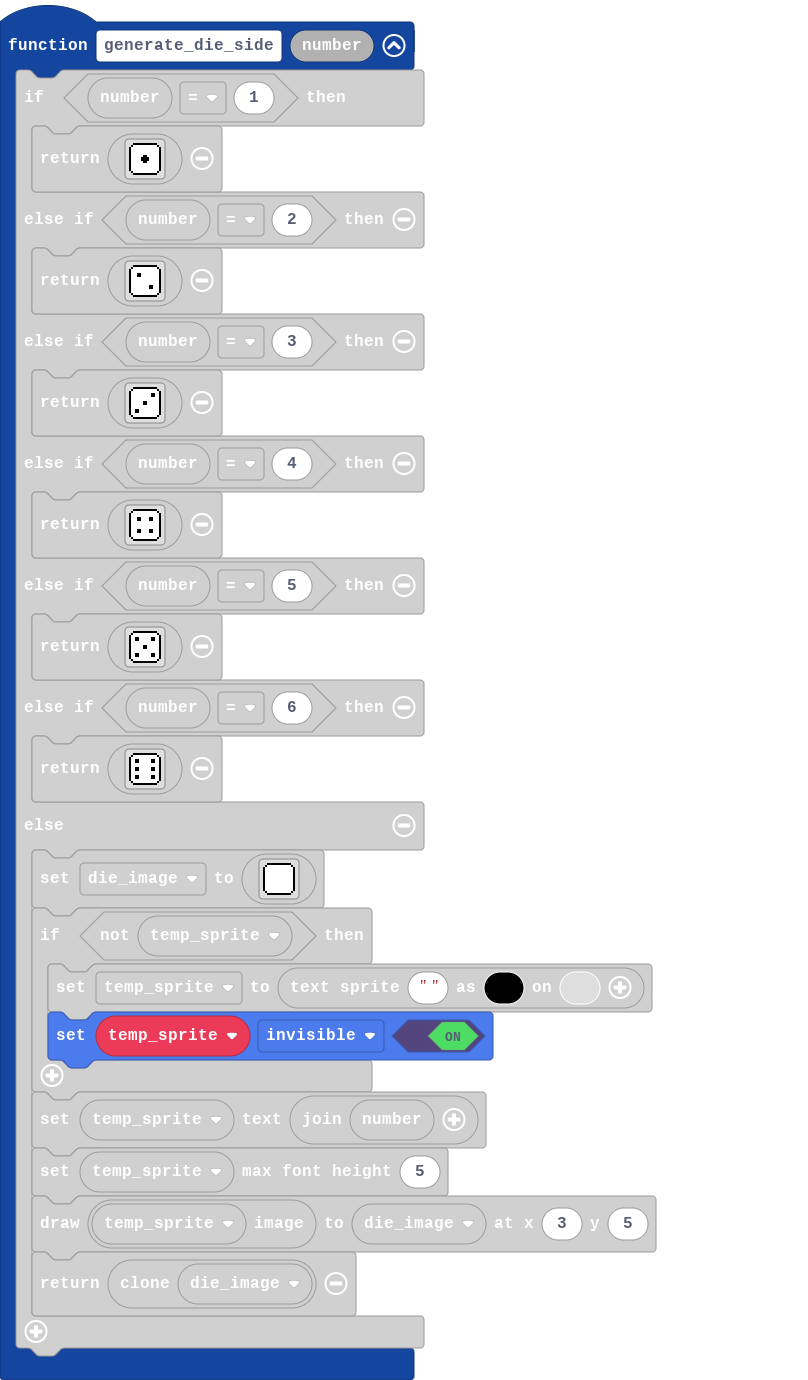 function generate_die_side number
if number = 1 then
return
else if number = 2 then
return
else if number = 3 then
return
else if number = 4 then
return
else if number = 5 then
return
else if number = 6 then
return
else
set die_image to
if not temp_sprite then
set temp_sprite to text sprite "" as on
set temp_sprite invisible ON
set temp_sprite text join number
set temp_sprite max font height 5
draw temp_sprite image to die_image at x 3 y 5
return clone die_image